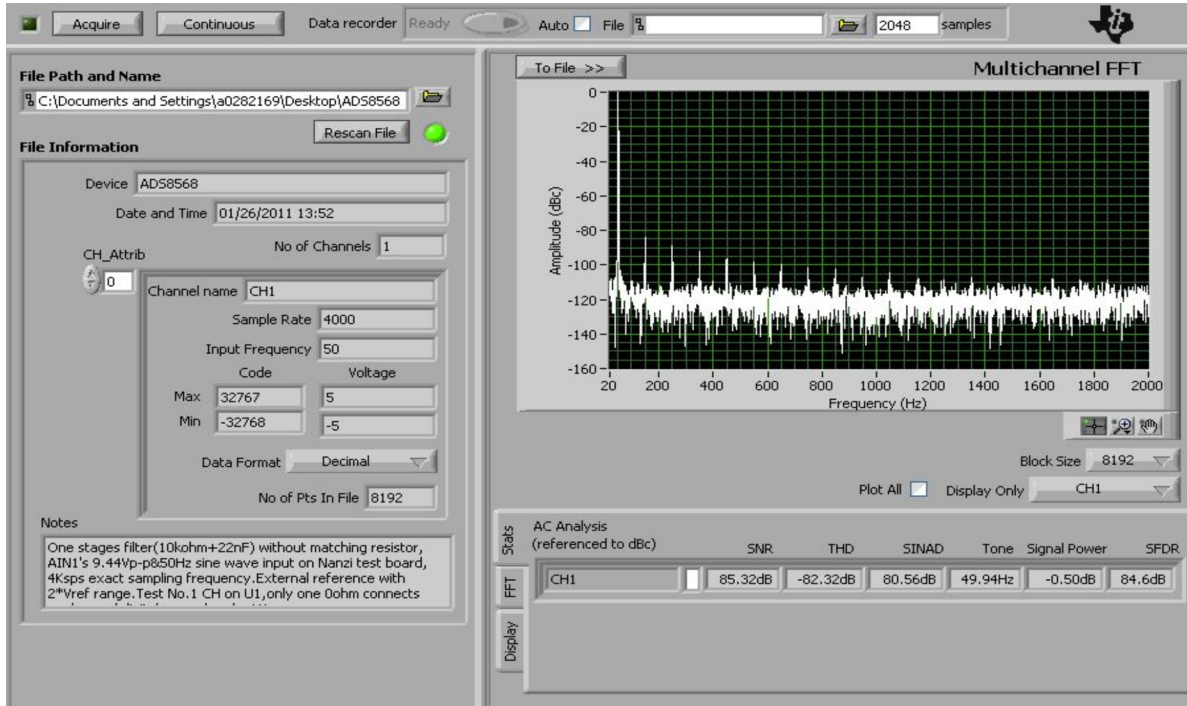 Acquire Continuous Data recorder Ready Auto File 2048 samples
File Path and Name
C:\Documents and Settings\a0282169\Desktop\ADS8568
Rescan File
File Information
Device ADS8568
Date and Time 01/26/2011 13:52
No of Channels 1
CH_Attrib
0
Channel name CH1
Sample Rate 4000
Input Frequency 50
Code Voltage
Max 32767 5
Min -32768 -5
Data Format Decimal
No of Pts In File 8192
Notes
One stages filter(10kohm+22nF) without matching resistor,
AIN1's 9.44Vp-p&50Hz sine wave input on Nanzi test board,
4Ksps exact sampling frequency.External reference with
2*Vref range.Test No.1 CH on U1,only one 0ohm connects
To File >>
Multichannel FFT
Amplitude (dBc)
0
-20
-40
-60
-80
-100
-120
-140
-160
20 200 400 600 800 1000 1200 1400 1600 1800 2000
Frequency (Hz)
Block Size 8192
Plot All Display Only CH1
Stats
FFT
Display
AC Analysis
(referenced to dBc)
SNR THD SINAD Tone Signal Power SFDR
CH1 85.32dB -82.32dB 80.56dB 49.94Hz -0.50dB 84.6dB